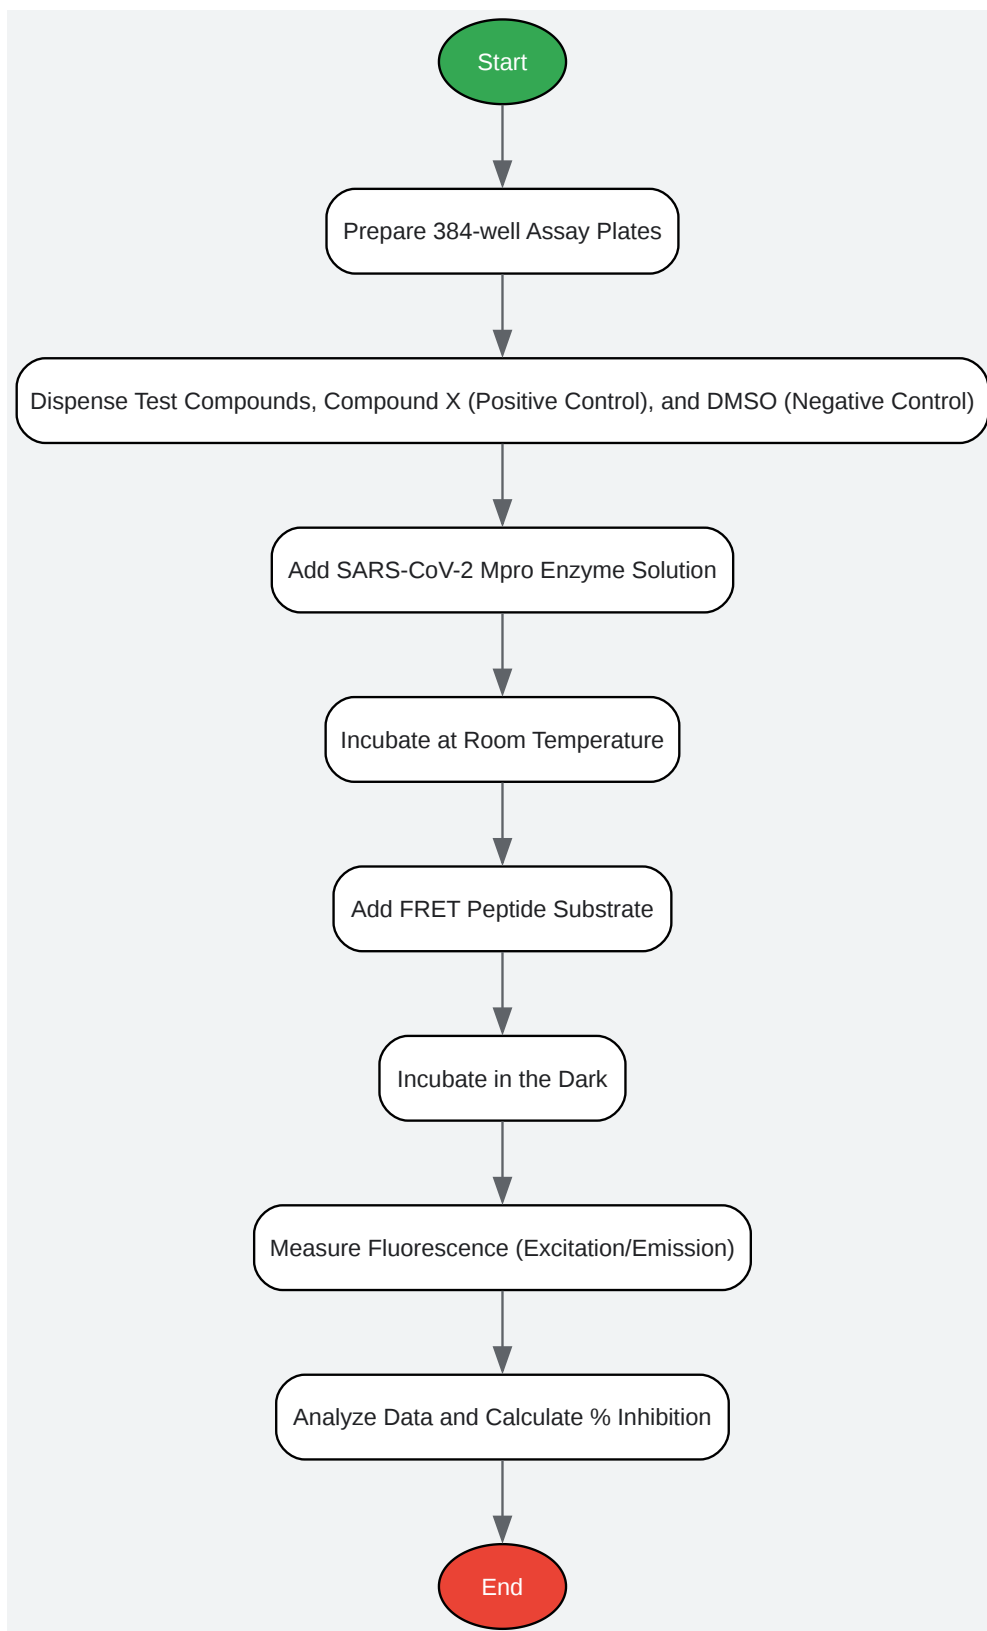 Start
Prepare 384-well Assay Plates
Dispense Test Compounds, Compound X (Positive Control), and DMSO (Negative Control)
Add SARS-CoV-2 Mpro Enzyme Solution
Incubate at Room Temperature
Add FRET Peptide Substrate
Incubate in the Dark
Measure Fluorescence (Excitation/Emission)
Analyze Data and Calculate % Inhibition
End